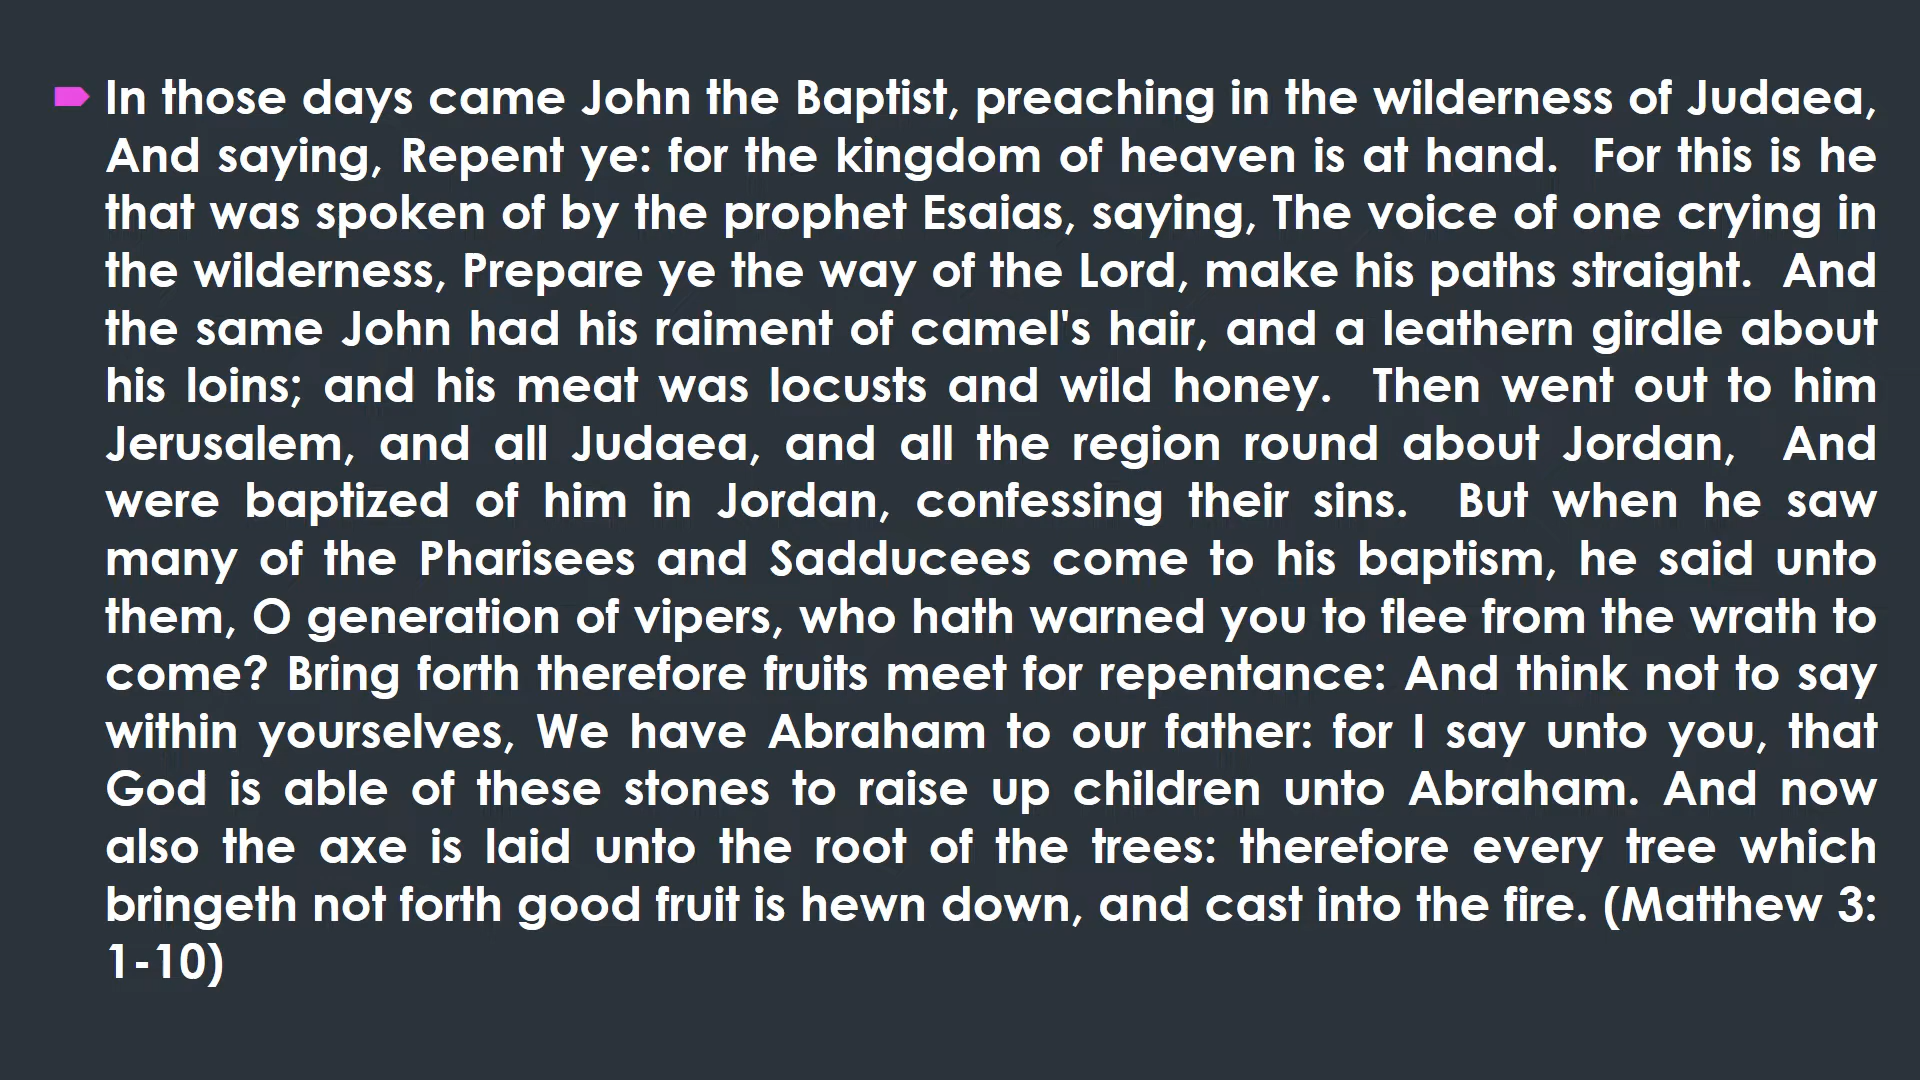 In those days came John the Baptist, preaching in the wilderness of Judaea,
And saying, Repent ye: for the kingdom of heaven is at hand.  For this is he
that was spoken of by the prophet Esaias, saying, The voice of one crying in
the wilderness, Prepare ye the way of the Lord, make his paths straight.  And
the same John had his raiment of camel's hair, and a leathern girdle about
his loins; and his meat was locusts and wild honey.  Then went out to him
Jerusalem, and all Judaea, and all the region round about Jordan,  And
were baptized of him in Jordan, confessing their sins.  But when he saw
many of the Pharisees and Sadducees come to his baptism, he said unto
them, O generation of vipers, who hath warned you to flee from the wrath to
come? Bring forth therefore fruits meet for repentance: And think not to say
within yourselves, We have Abraham to our father: for I say unto you, that
God is able of these stones to raise up children unto Abraham. And now
also the axe is laid unto the root of the trees: therefore every tree which
bringeth not forth good fruit is hewn down, and cast into the fire. (Matthew 3:
1-10)